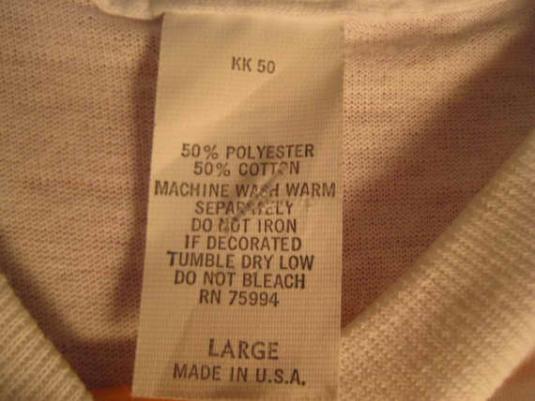 KK 50
50% POLYESTER
50% COTTON
MACHINE WASH WARM
SEPARATELY
DO NOT IRON
IF DECORATED
TUMBLE DRY LOW
DO NOT BLEACH
RN 75994
LARGE
MADE IN U.S.A.